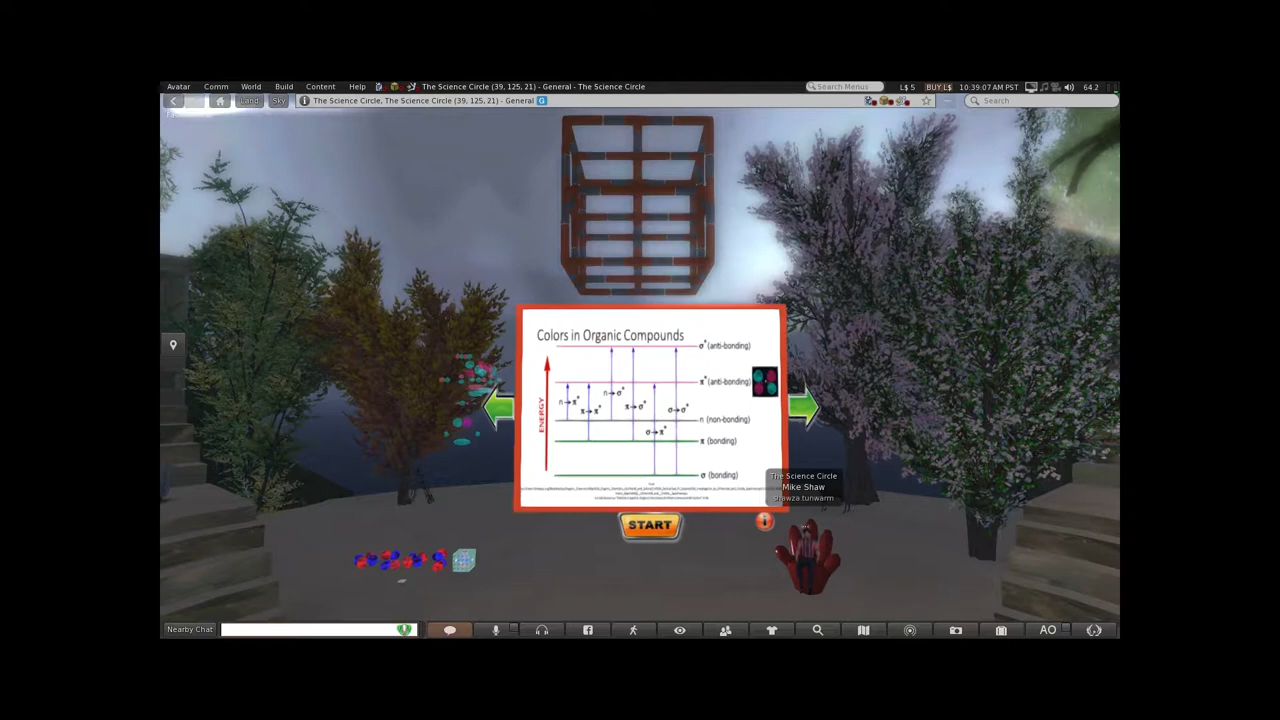 Avatar Comm World Build Content Help The Science Circle (39, 125, 21) - General - The Science Circle Search Menus L$ 5 BUY L$ 10:39:07 AM PST 64.2
Land Sky The Science Circle, The Science Circle (39, 125, 21) - General G Search
Colors in Organic Compounds
σ* (anti-bonding)
π* (anti-bonding)
n→σ*
n→π*
π→π*
π→σ*
σ→σ*
ENERGY
n (non-bonding)
σ→π*
π (bonding)
σ (bonding)
The Science Circle
Mike Shaw
shawza.tunwarm
START
Nearby Chat
AO